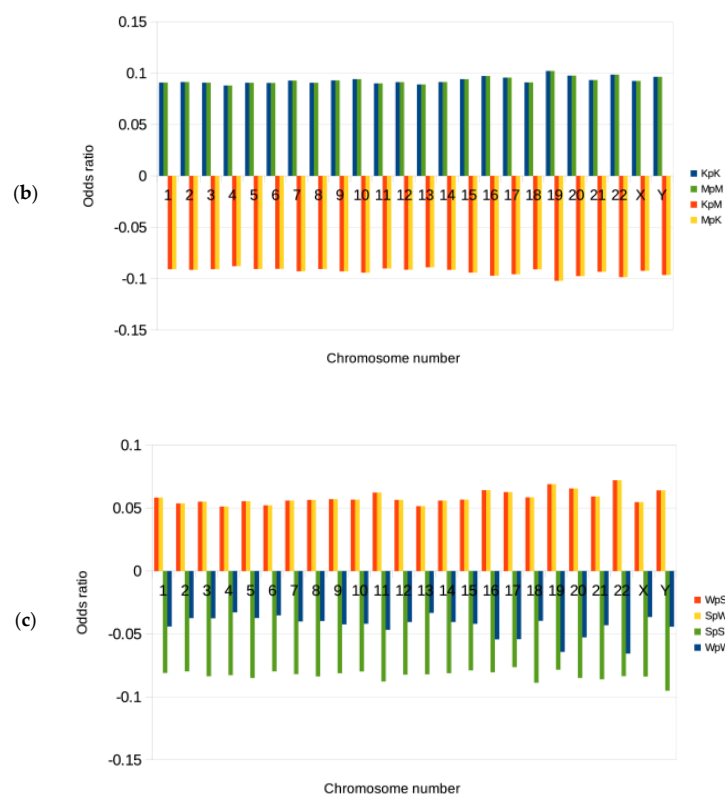 0.15
0.1
0.05
0
-0.05
-0.1
-0.15
Odds ratio
(b)
1 2 3 4 5 6 7 8 9 10 11 12 13 14 15 16 17 18 19 20 21 22 X Y
KpK
MpM
KpM
MpK
Chromosome number
0.1
0.05
0
-0.05
-0.1
-0.15
Odds ratio
(c)
1 2 3 4 5 6 7 8 9 10 11 12 13 14 15 16 17 18 19 20 21 22 X Y
WpS
SpW
SpS
WpW
Chromosome number